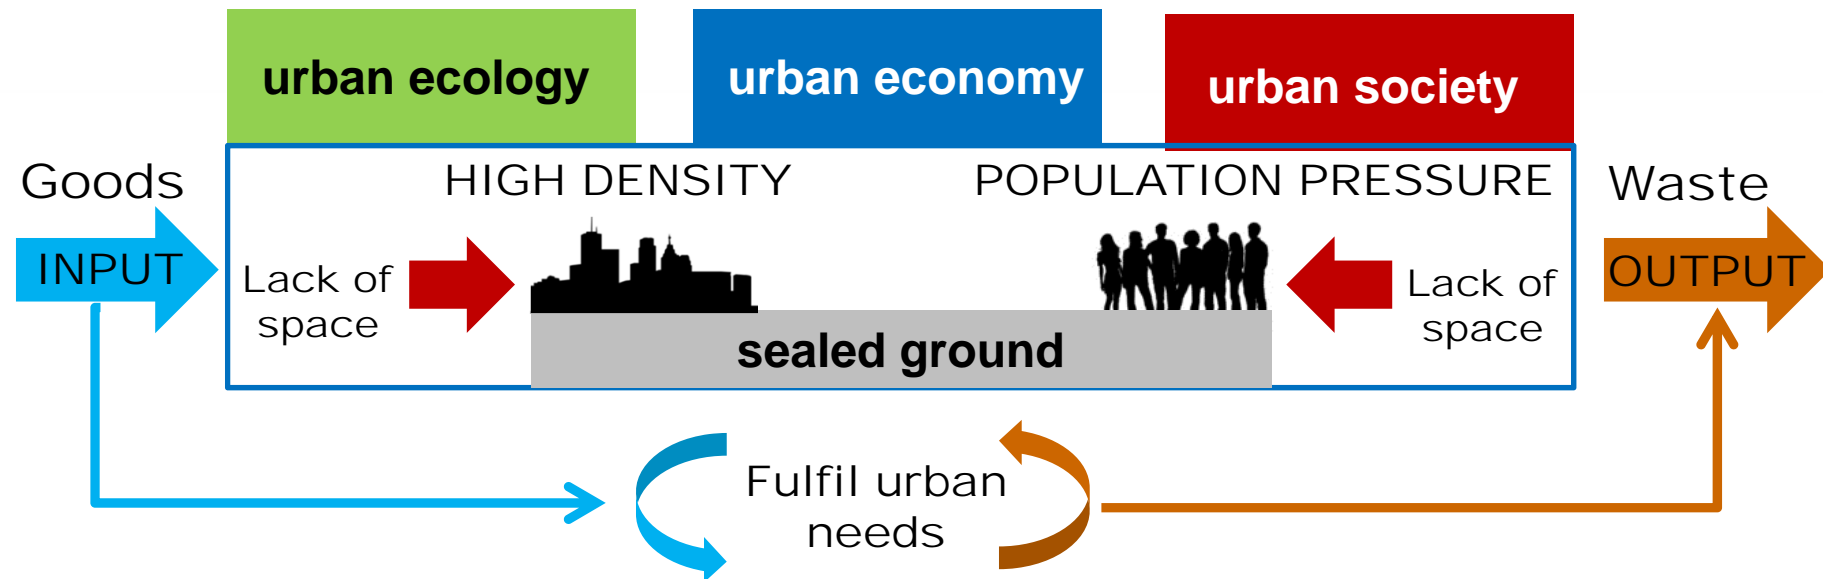 urban ecology
urban economy
urban society
Goods
HIGH DENSITY
POPULATION PRESSURE
Waste
INPUT
Lack of
space
Lack of
space
OUTPUT
sealed ground
Fulfil urban
needs